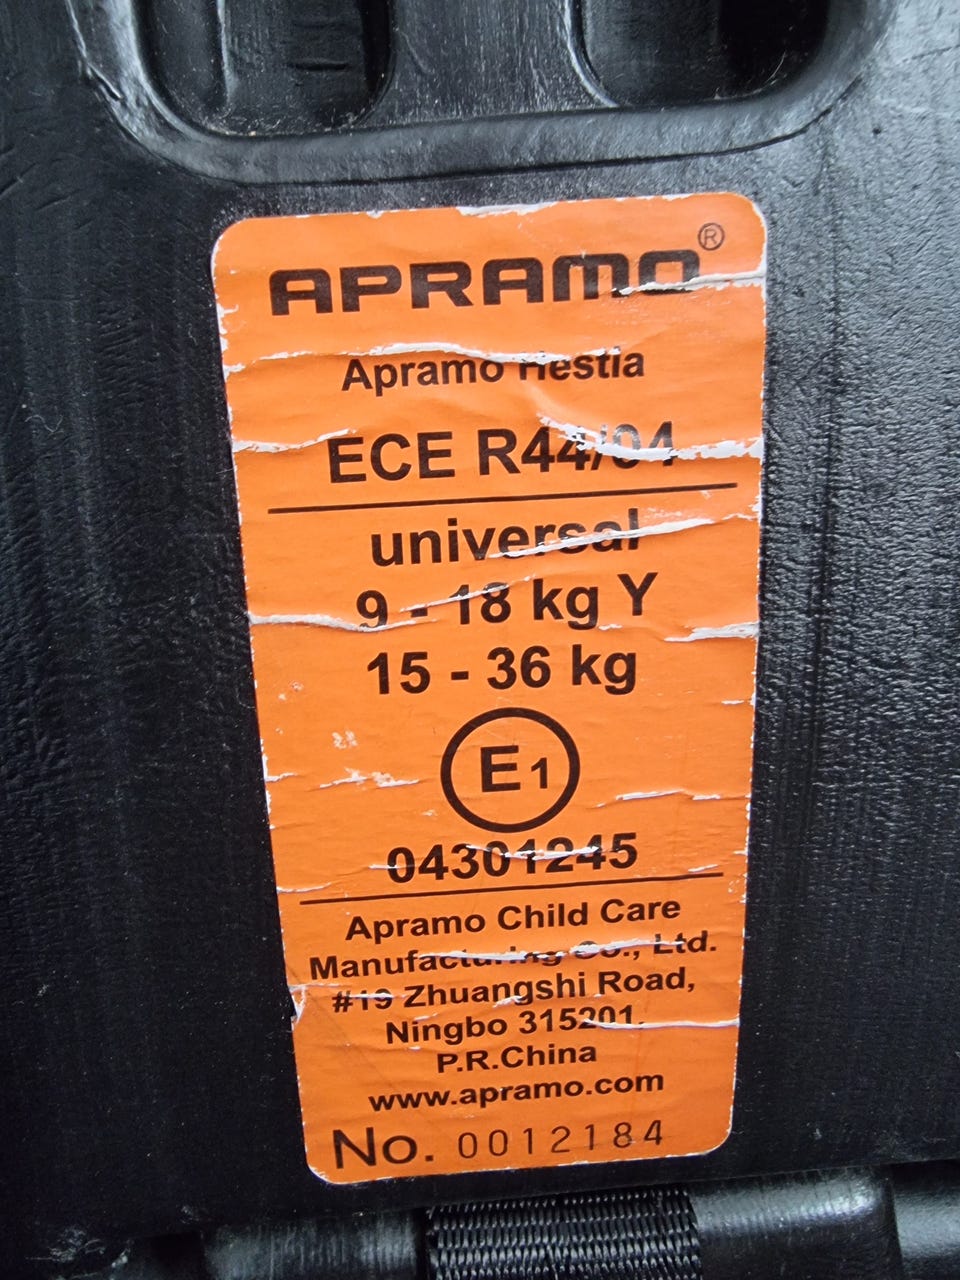 APRAMO®
Apramo Hestia
ECE R44/04
universal
9 - 18 kg Y
15 - 36 kg
E1
04301245
Apramo Child Care
Manufacturing Co., Ltd.
#19 Zhuangshi Road,
Ningbo 315201,
P.R.China
www.apramo.com
No. 0012184